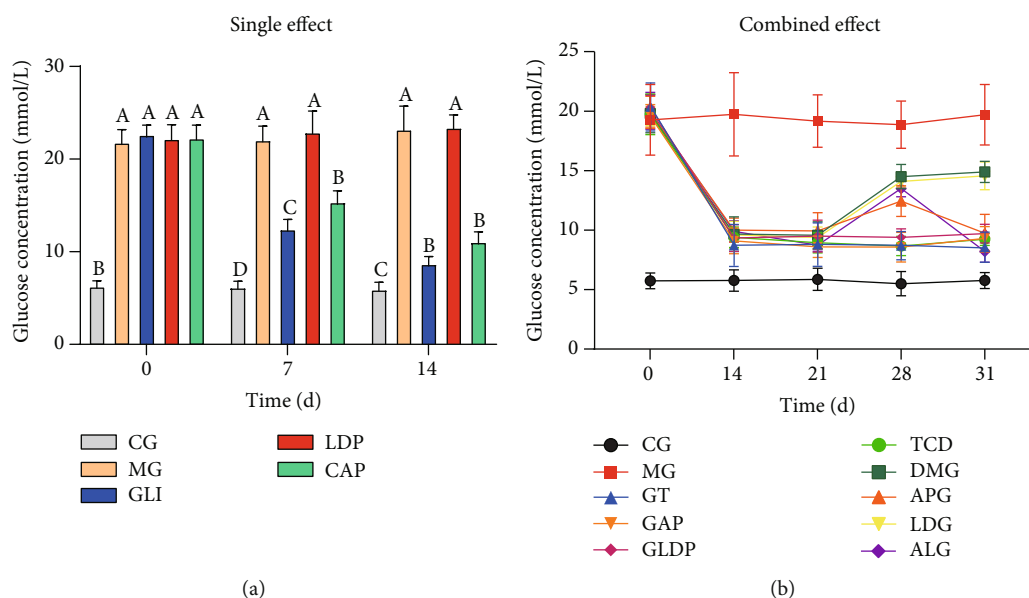 Single effect
Glucose concentration (mmol/L)
30
20
10
0
B A A A A
D A C A B
C A B A B
0 7 14
Time (d)
CG LDP
MG CAP
GLI
(a)
Combined effect
Glucose concentration (mmol/L)
25
20
15
10
5
0
0 14 21 28 31
Time (d)
CG TCD
MG DMG
GT APG
GAP LDG
GLDP ALG
(b)